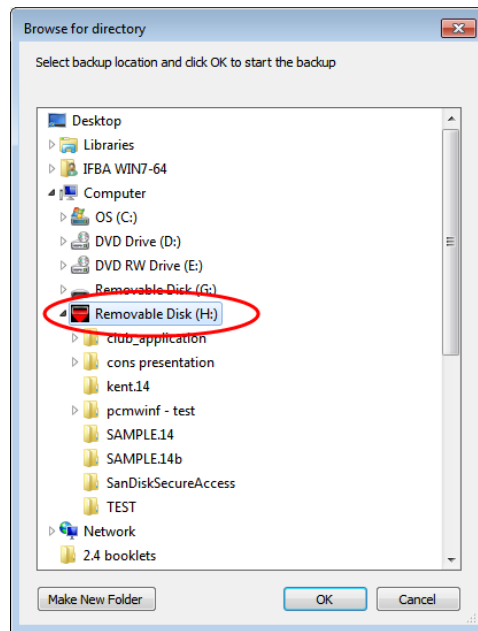 Browse for directory
Select backup location and click OK to start the backup
Desktop
Libraries
IFBA WIN7-64
Computer
OS (C:)
DVD Drive (D:)
DVD RW Drive (E:)
Removable Disk (G:)
Removable Disk (H:)
club_application
cons presentation
kent.14
pcmwinf - test
SAMPLE.14
SAMPLE.14b
SanDiskSecureAccess
TEST
Network
2.4 booklets
Make New Folder
OK
Cancel